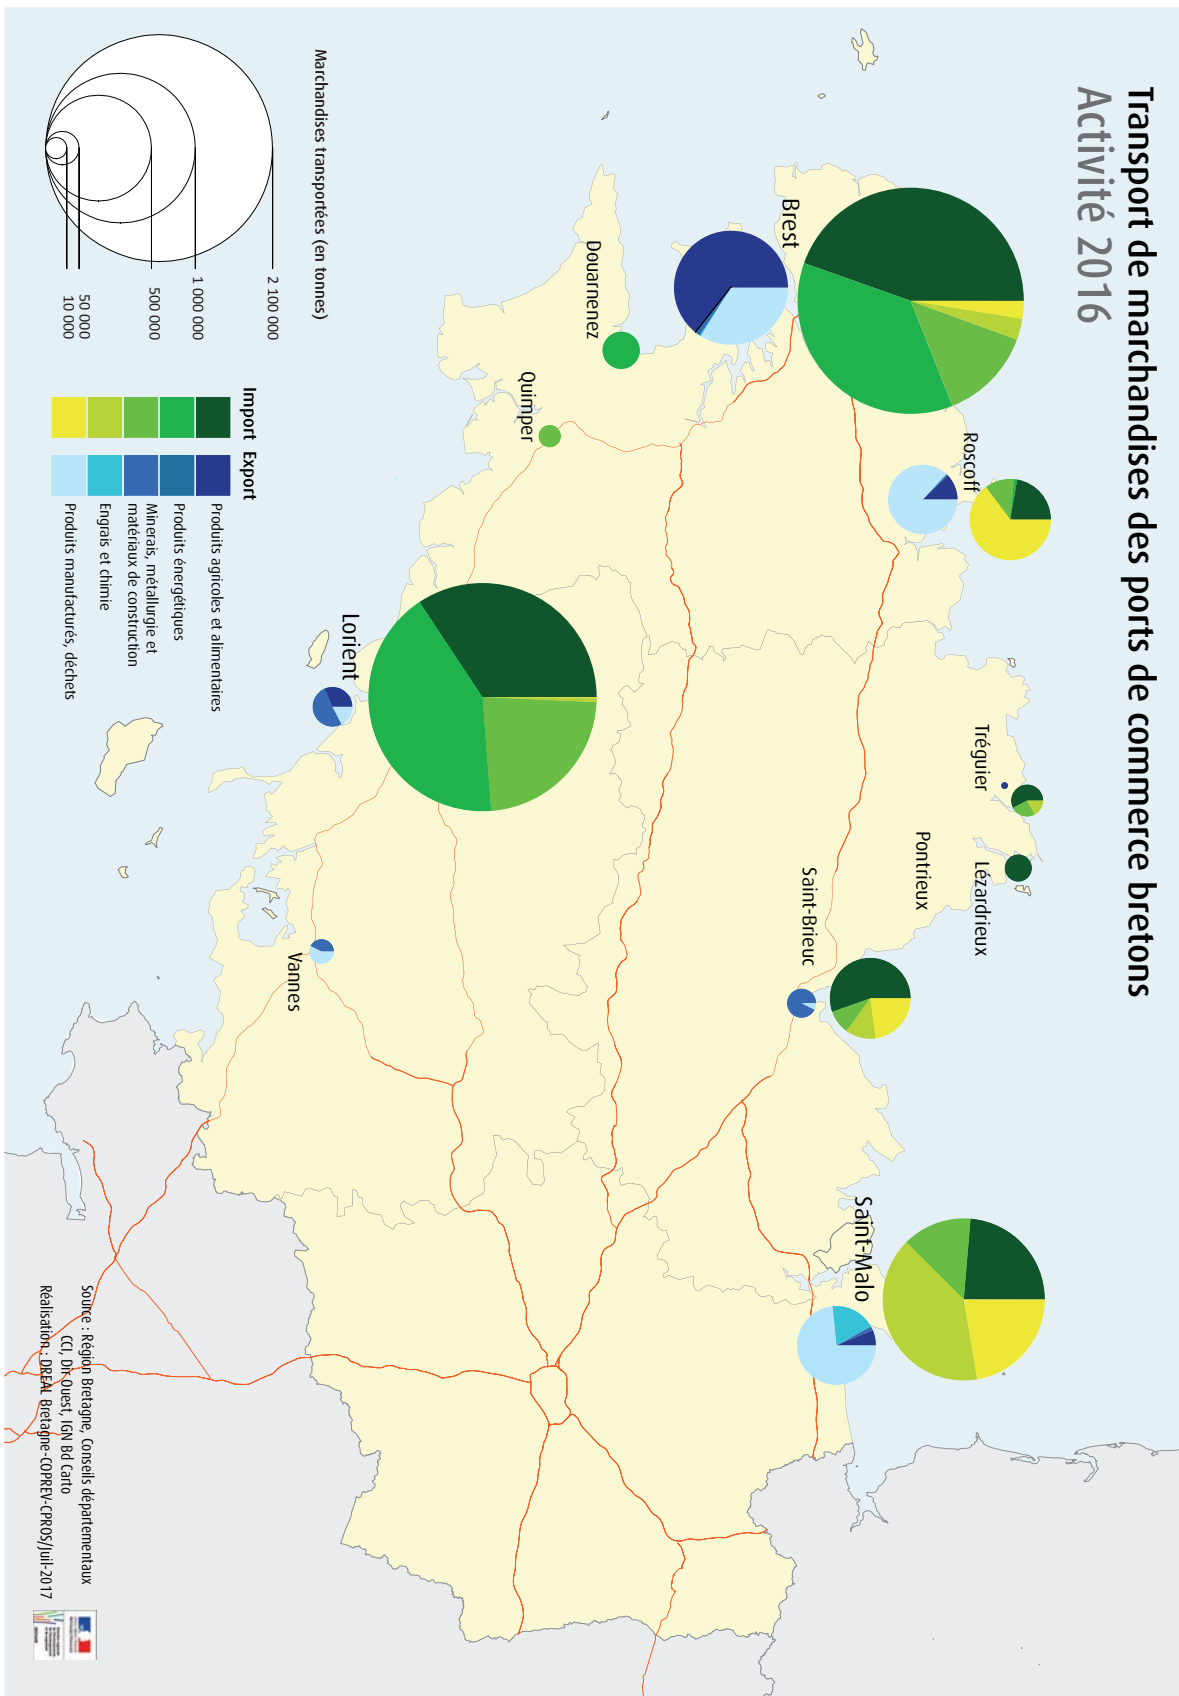 Transport de marchandises des ports de commerce bretons
Activité 2016
Roscoff
Tréguier
Lézardrieux
Pontrieux
Saint-Malo
Saint-Brieuc
Brest
Douarnenez
Quimper
Lorient
Vannes
Marchandises transportées (en tonnes)
2 100 000
1 000 000
500 000
50 000
10 000
Import Export
Produits agicoles et alimentaires
Produits énergétiques
Minerais, métallurgie et
matériaux de construction
Engrais et chimie
Produits manufacturés, déchets
Source : Région Bretagne, Conseils départementaux
CCI, Dir Ouest, IGN Bd Carto
Réalisation : DREAL Bretagne-COPREV-CPROS/Juil-2017